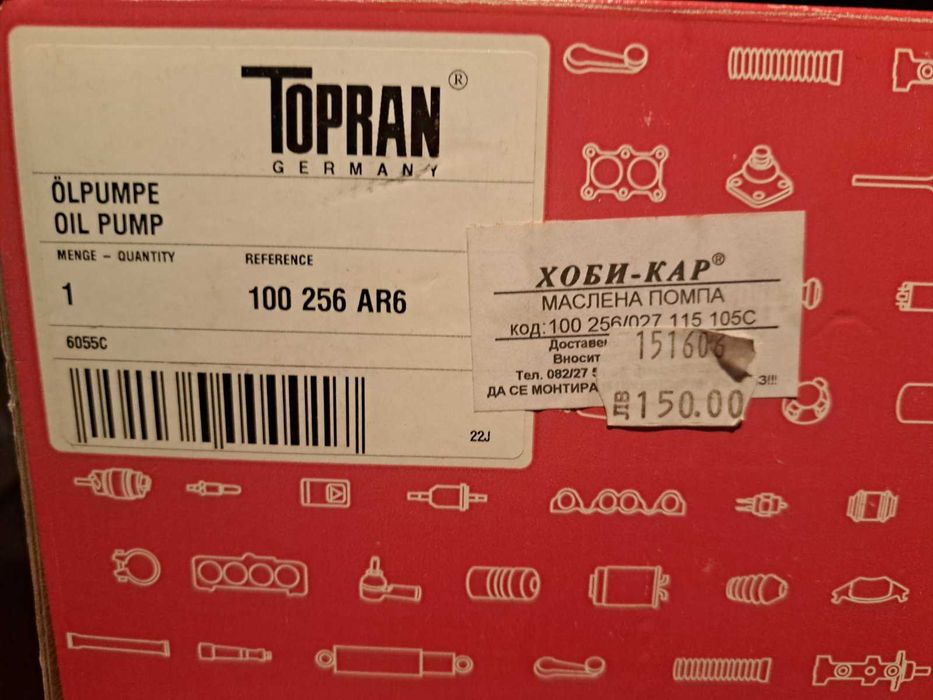 TOPRAN®
GERMANY
ÖLPUMPE
OIL PUMP
MENGE – QUANTITY
REFERENCE
1
100 256 AR6
6055C
22J
ХОБИ-КАР®
МАСЛЕНА ПОМПА
код:100 256/027 115 105C
Вносит
Тел. 082/27
ДА СЕ МОНТИРА
151606
ЛВ 150.00